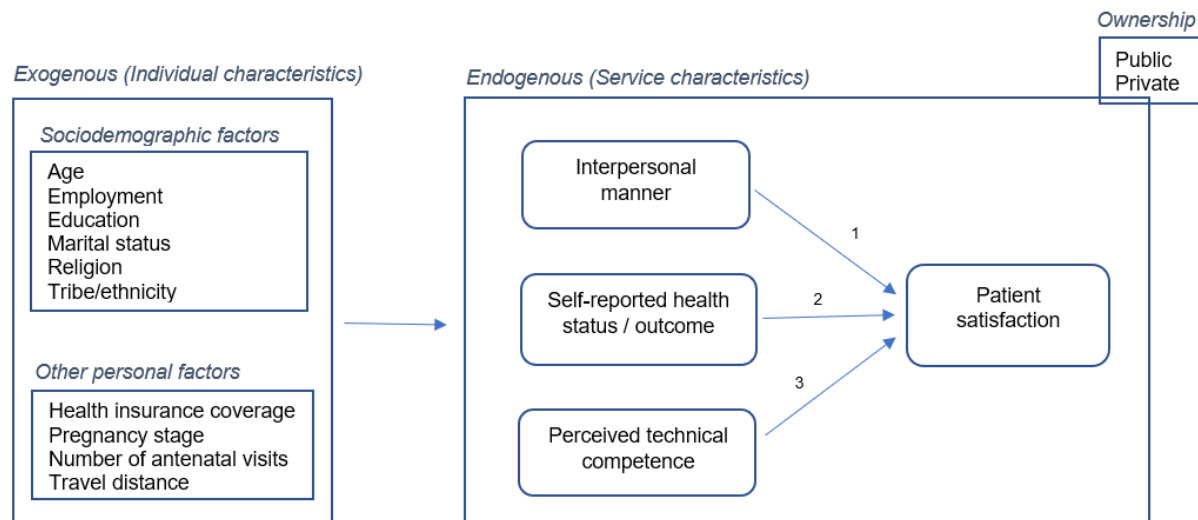 Ownership
Public
Private
Exogenous (Individual characteristics)
Sociodemographic factors
Age
Employment
Education
Marital status
Religion
Tribe/ethnicity
Other personal factors
Health insurance coverage
Pregnancy stage
Number of antenatal visits
Travel distance
Endogenous (Service characteristics)
Interpersonal
manner
1
Self-reported health
status / outcome
2
Perceived technical
competence
3
Patient
satisfaction